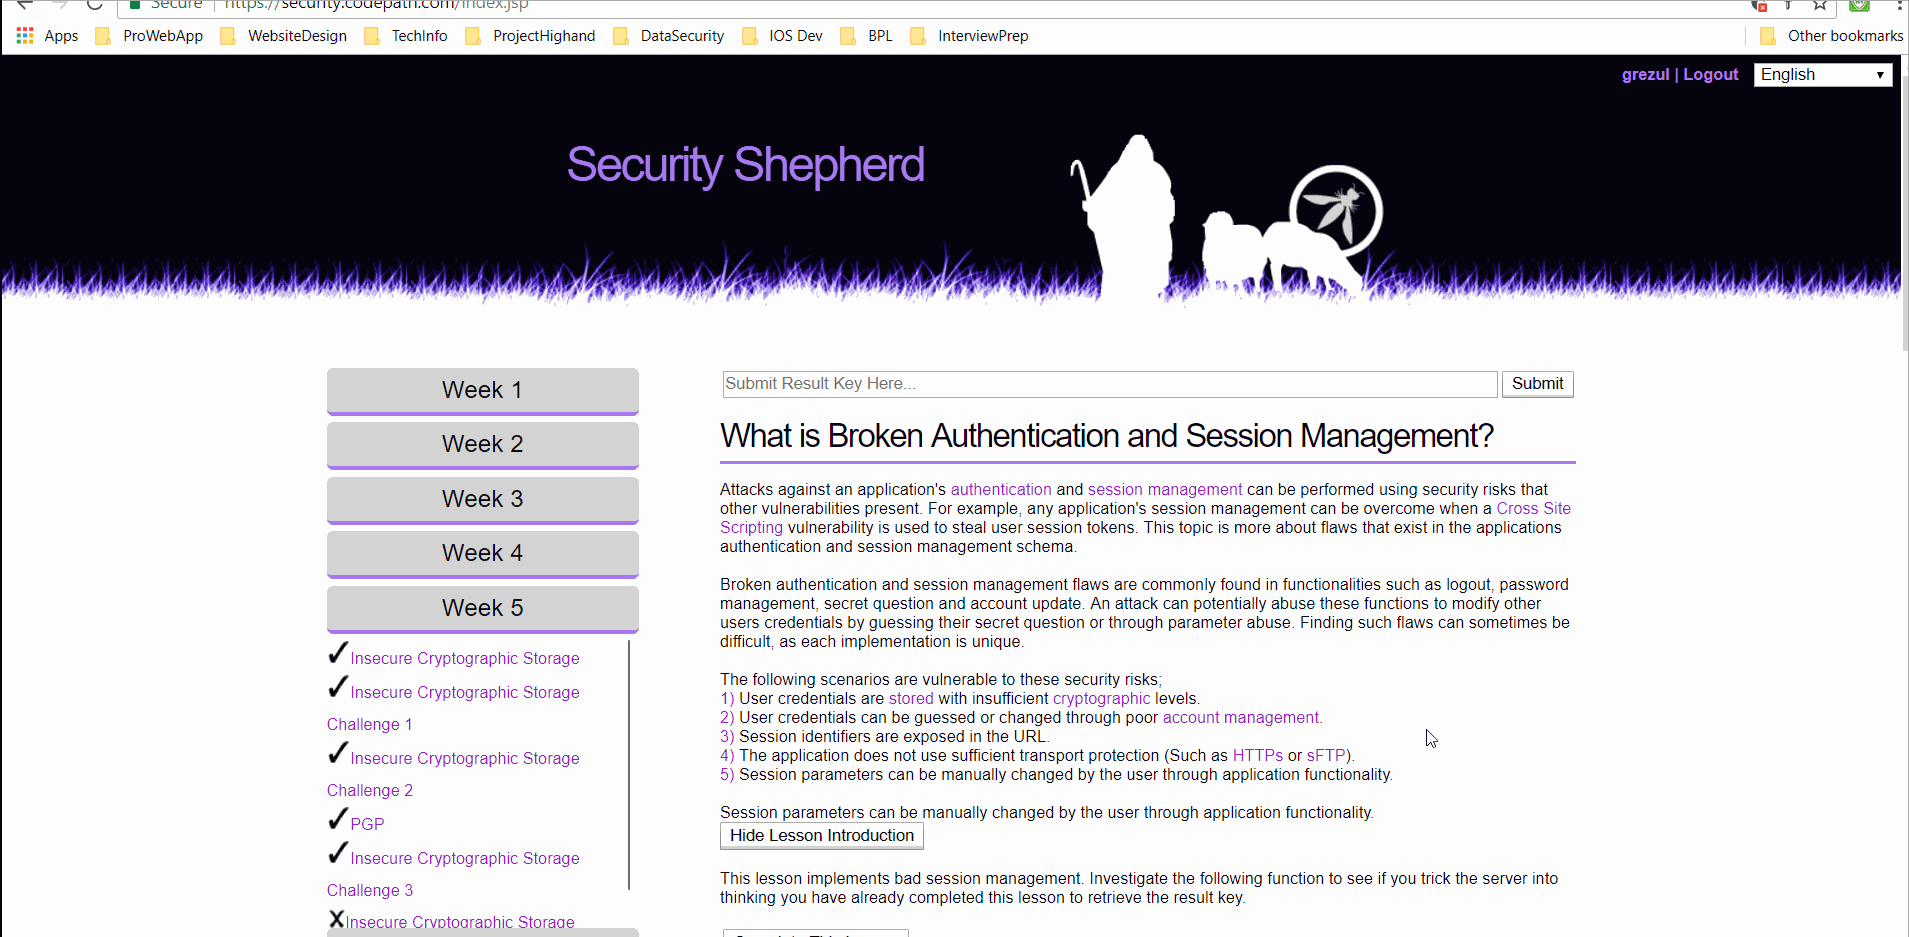 Secure | https://security.codepath.com/index.jsp
Apps ProWebApp WebsiteDesign TechInfo ProjectHighand DataSecurity IOS Dev BPL InterviewPrep Other bookmarks
grezul | Logout English
Security Shepherd
Week 1
Week 2
Week 3
Week 4
Week 5
Insecure Cryptographic Storage
Insecure Cryptographic Storage
Challenge 1
Insecure Cryptographic Storage
Challenge 2
PGP
Insecure Cryptographic Storage
Challenge 3
Insecure Cryptographic Storage
Submit Result Key Here... Submit
What is Broken Authentication and Session Management?
Attacks against an application's authentication and session management can be performed using security risks that
other vulnerabilities present. For example, any application's session management can be overcome when a Cross Site
Scripting vulnerability is used to steal user session tokens. This topic is more about flaws that exist in the applications
authentication and session management schema.
Broken authentication and session management flaws are commonly found in functionalities such as logout, password
management, secret question and account update. An attack can potentially abuse these functions to modify other
users credentials by guessing their secret question or through parameter abuse. Finding such flaws can sometimes be
difficult, as each implementation is unique.
The following scenarios are vulnerable to these security risks;
1) User credentials are stored with insufficient cryptographic levels.
2) User credentials can be guessed or changed through poor account management.
3) Session identifiers are exposed in the URL.
4) The application does not use sufficient transport protection (Such as HTTPs or sFTP).
5) Session parameters can be manually changed by the user through application functionality.
Session parameters can be manually changed by the user through application functionality.
Hide Lesson Introduction
This lesson implements bad session management. Investigate the following function to see if you trick the server into
thinking you have already completed this lesson to retrieve the result key.